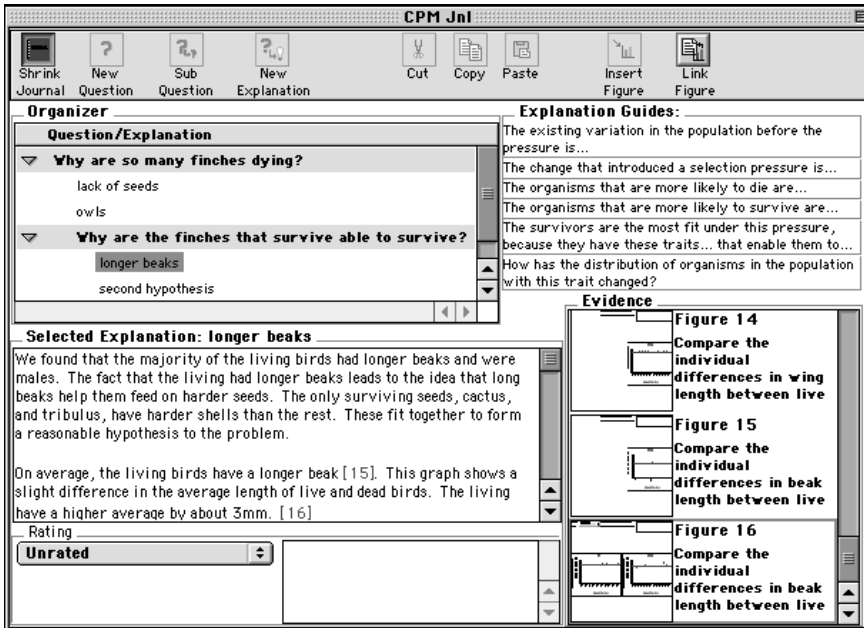 CPM Jnl
Shrink Journal
New Question
Sub Question
New Explanation
Cut
Copy
Paste
Insert Figure
Link Figure
Organizer
Question/Explanation
Why are so many finches dying?
lack of seeds
owls
Why are the finches that survive able to survive?
longer beaks
second hypothesis
Explanation Guides:
The existing variation in the population before the
pressure is...
The change that introduced a selection pressure is...
The organisms that are more likely to die are...
The organisms that are more likely to survive are...
The survivors are the most fit under this pressure,
because they have these traits... that enable them to...
How has the distribution of organisms in the population
with this trait changed?
Selected Explanation: longer beaks
We found that the majority of the living birds had longer beaks and were
males. The fact that the living had longer beaks leads to the idea that long
beaks help them feed on harder seeds. The only surviving seeds, cactus,
and tribulus, have harder shells than the rest. These fit together to form
a reasonable hypothesis to the problem.
On average, the living birds have a longer beak [15]. This graph shows a
slight difference in the average length of live and dead birds. The living
have a higher average by about 3mm. [16]
Rating
Unrated
Evidence
Figure 14
Compare the
individual
differences in wing
length between live
Figure 15
Compare the
individual
differences in beak
length between live
Figure 16
Compare the
individual
differences in beak
length between live